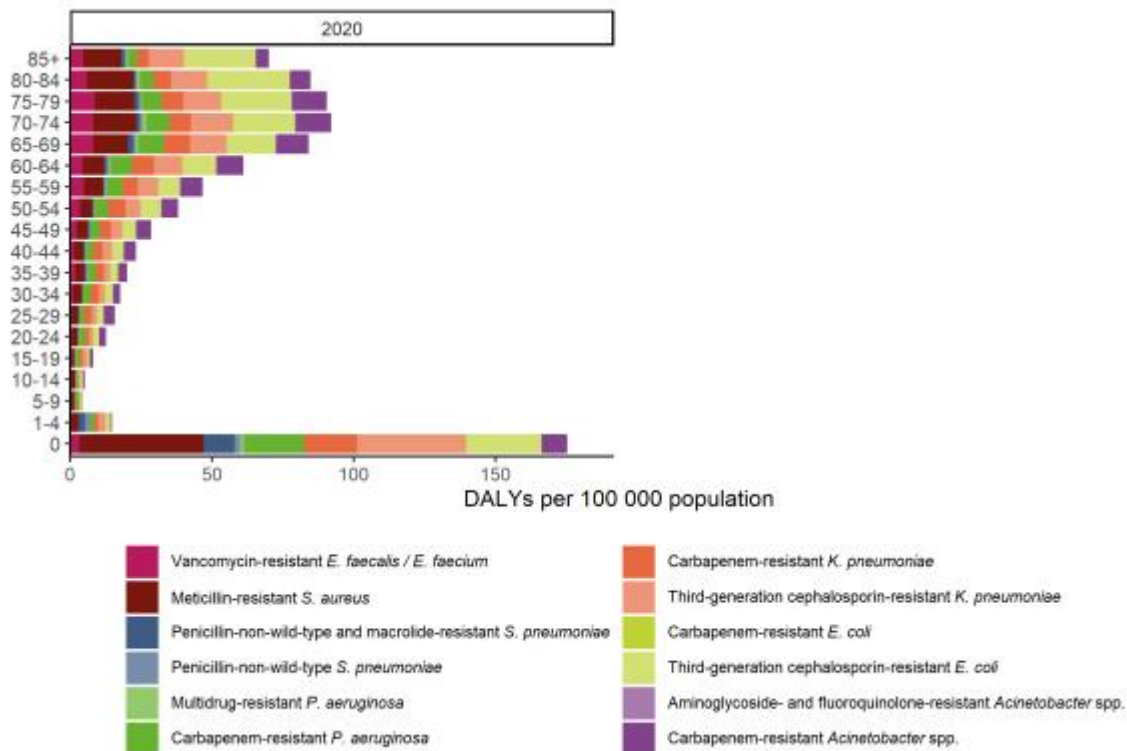 2020
85+
80-84
75-79
70-74
65-69
60-64
55-59
50-54
45-49
40-44
35-39
30-34
25-29
20-24
15-19
10-14
5-9
1-4
0
0 50 100 150
DALYs per 100 000 population
Vancomycin-resistant E. faecalis / E. faecium
Meticillin-resistant S. aureus
Penicillin-non-wild-type and macrolide-resistant S. pneumoniae
Penicillin-non-wild-type S. pneumoniae
Multidrug-resistant P. aeruginosa
Carbapenem-resistant P. aeruginosa
Carbapenem-resistant K. pneumoniae
Third-generation cephalosporin-resistant K. pneumoniae
Carbapenem-resistant E. coli
Third-generation cephalosporin-resistant E. coli
Aminoglycoside- and fluoroquinolone-resistant Acinetobacter spp.
Carbapenem-resistant Acinetobacter spp.